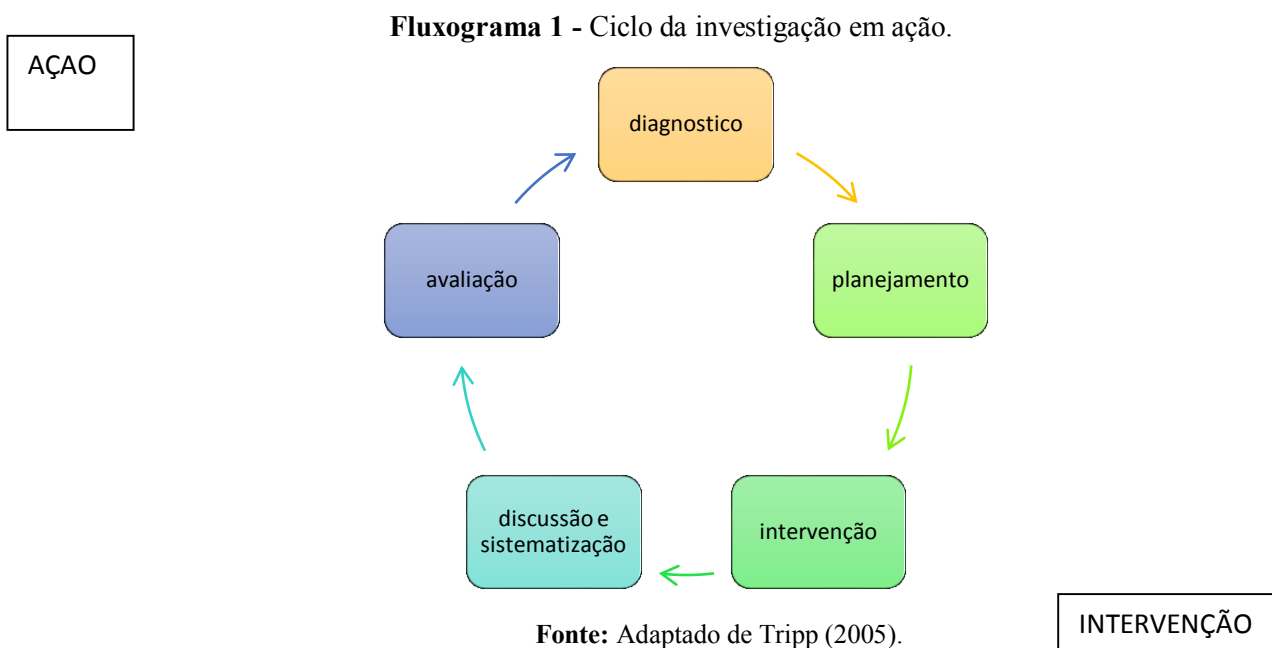 Fluxograma 1 - Ciclo da investigação em ação.
AÇAO
diagnostico
avaliação
planejamento
discussão e
sistematização
intervenção
Fonte: Adaptado de Tripp (2005).
INTERVENÇÃO